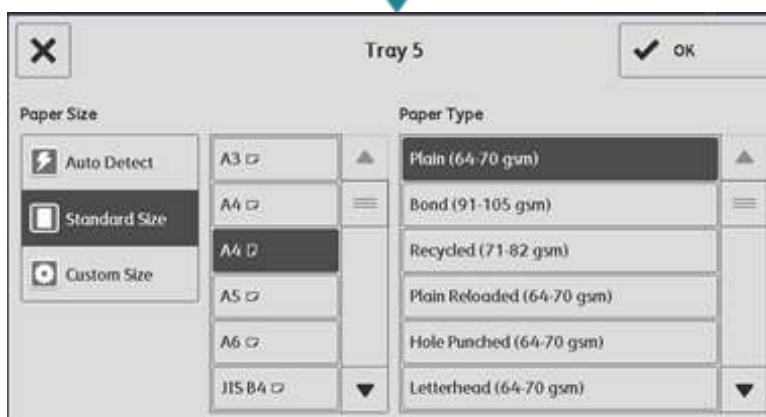 Tray 5
OK
Paper Size
Paper Type
Auto Detect
Standard Size
Custom Size
A3
A4
A4
A5
A6
JIS B4
Plain (64-70 gsm)
Bond (91-105 gsm)
Recycled (71-82 gsm)
Plain Reloaded (64-70 gsm)
Hole Punched (64-70 gsm)
Letterhead (64-70 gsm)